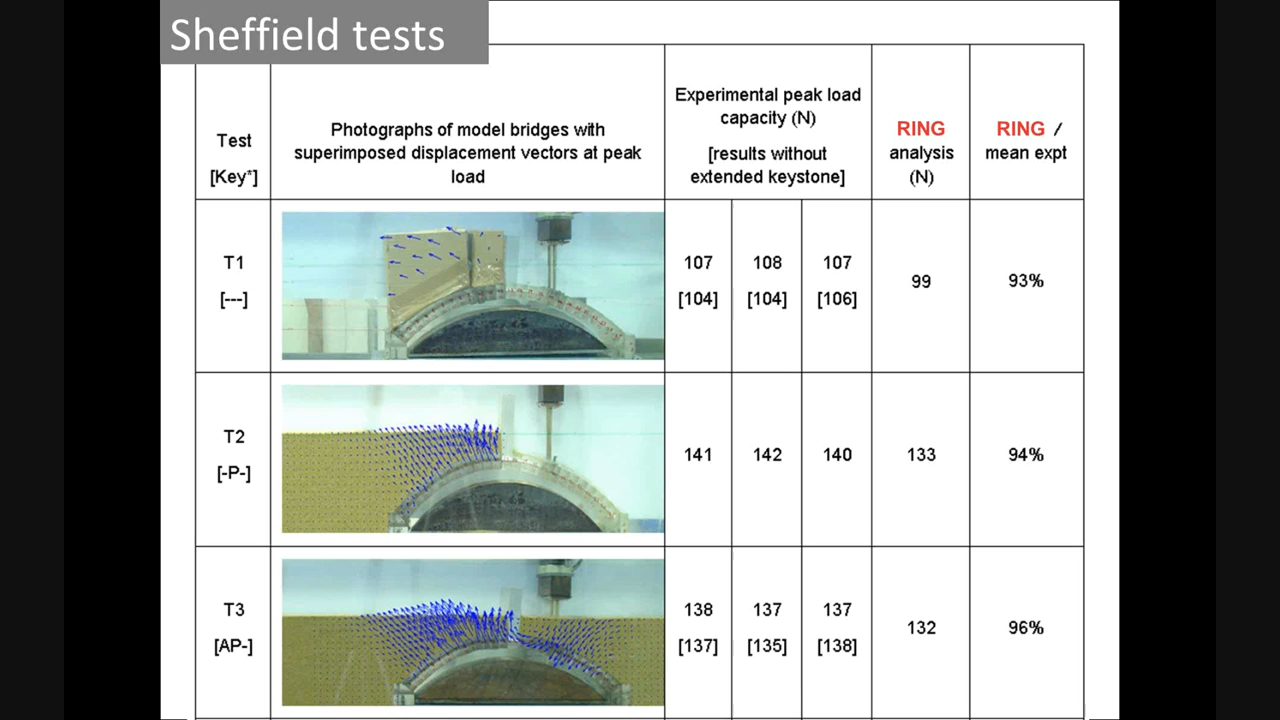 Sheffield tests
Test
[Key*]
Photographs of model bridges with
superimposed displacement vectors at peak
load
Experimental peak load
capacity (N)
[results without
extended keystone]
RING
analysis
(N)
RING /
mean expt
T1
[---]
107 108 107
[104] [104] [106]
99
93%
T2
[-P-]
141 142 140
133
94%
T3
[AP-]
138 137 137
[137] [135] [138]
132
96%